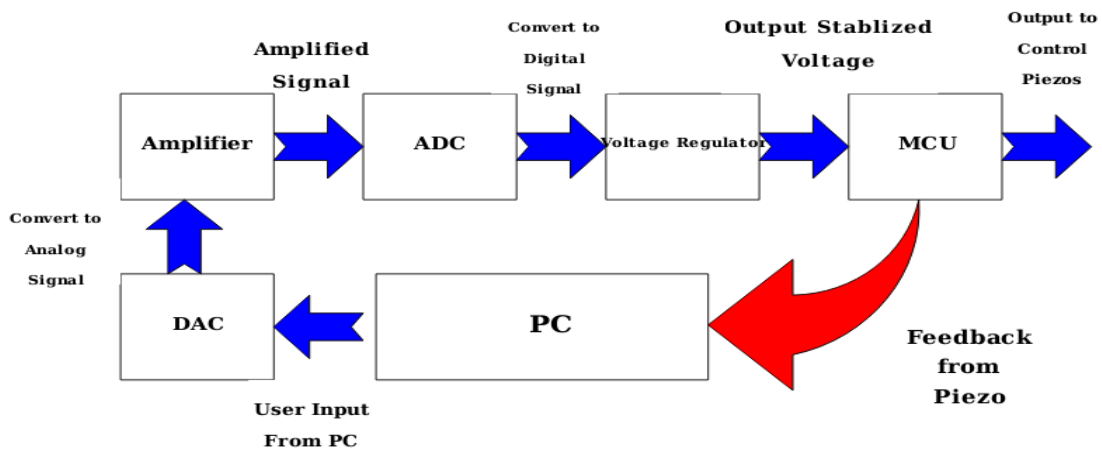 Amplified
Signal
Convert to
Digital
Signal
Output Stablized
Voltage
Output to
Control
Piezos
Amplifier
ADC
Voltage Regulator
MCU
Convert to
Analog
Signal
DAC
PC
Feedback
from
Piezo
User Input
From PC